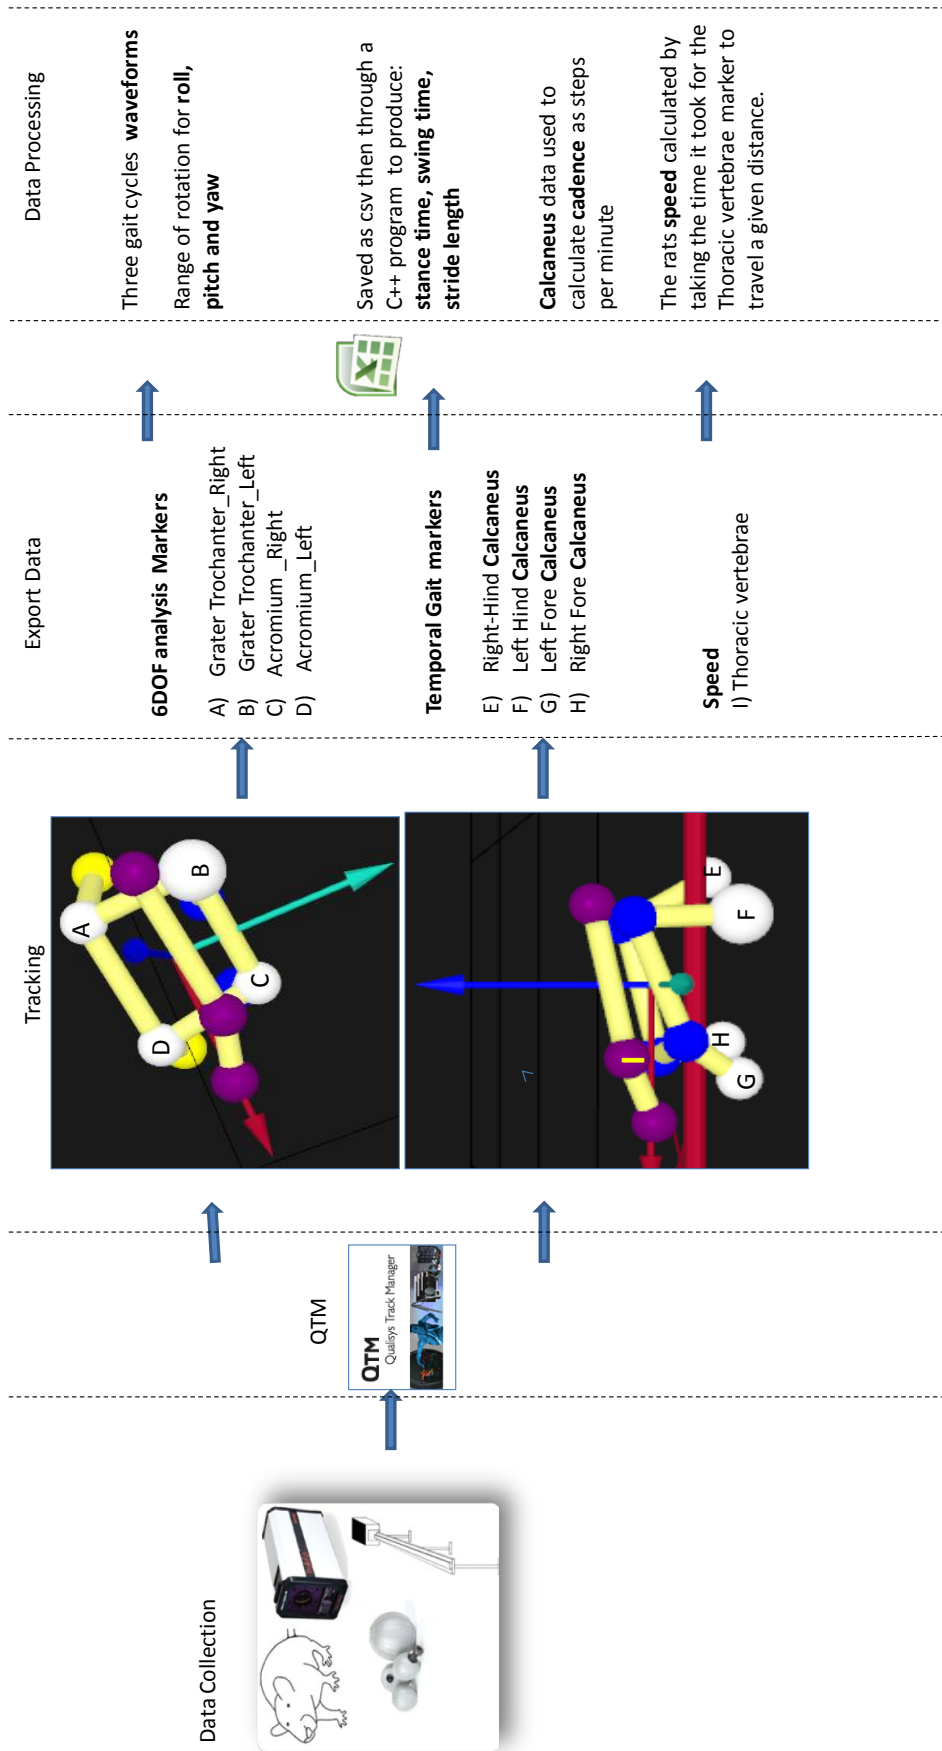 Data Collection
QTM
QTM
Qualisys Track Manager
Tracking
A
B
C
D
E
F
G
H
I
Export Data
6DOF analysis Markers
A) Grater Trochanter_Right
B) Grater Trochanter_Left
C) Acromium _Right
D) Acromium_Left
Temporal Gait markers
E) Right-Hind Calcaneus
F) Left Hind Calcaneus
G) Left Fore Calcaneus
H) Right Fore Calcaneus
Speed
I) Thoracic vertebrae
Data Processing
Three gait cycles waveforms
Range of rotation for roll,
pitch and yaw
Saved as csv then through a
C++ program to produce:
stance time, swing time,
stride length
Calcaneus data used to
calculate cadence as steps
per minute
The rats speed calculated by
taking the time it took for the
Thoracic vertebrae marker to
travel a given distance.